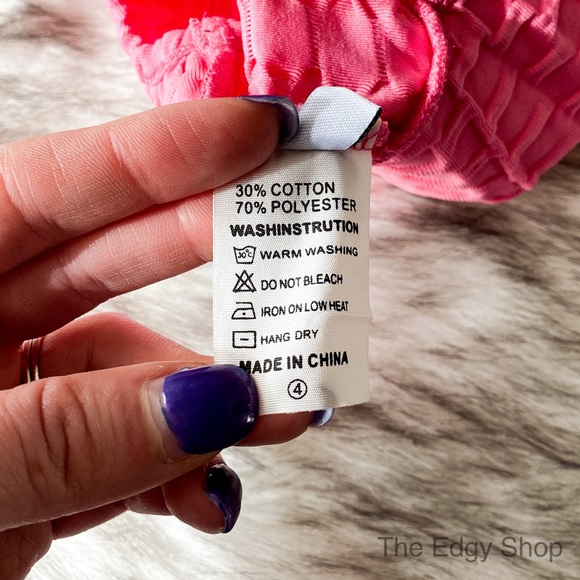 30% COTTON
70% POLYESTER
WASHINSTRUTION
30°C WARM WASHING
DO NOT BLEACH
IRON ON LOW HEAT
HANG DRY
MADE IN CHINA
4
The Edgy Shop